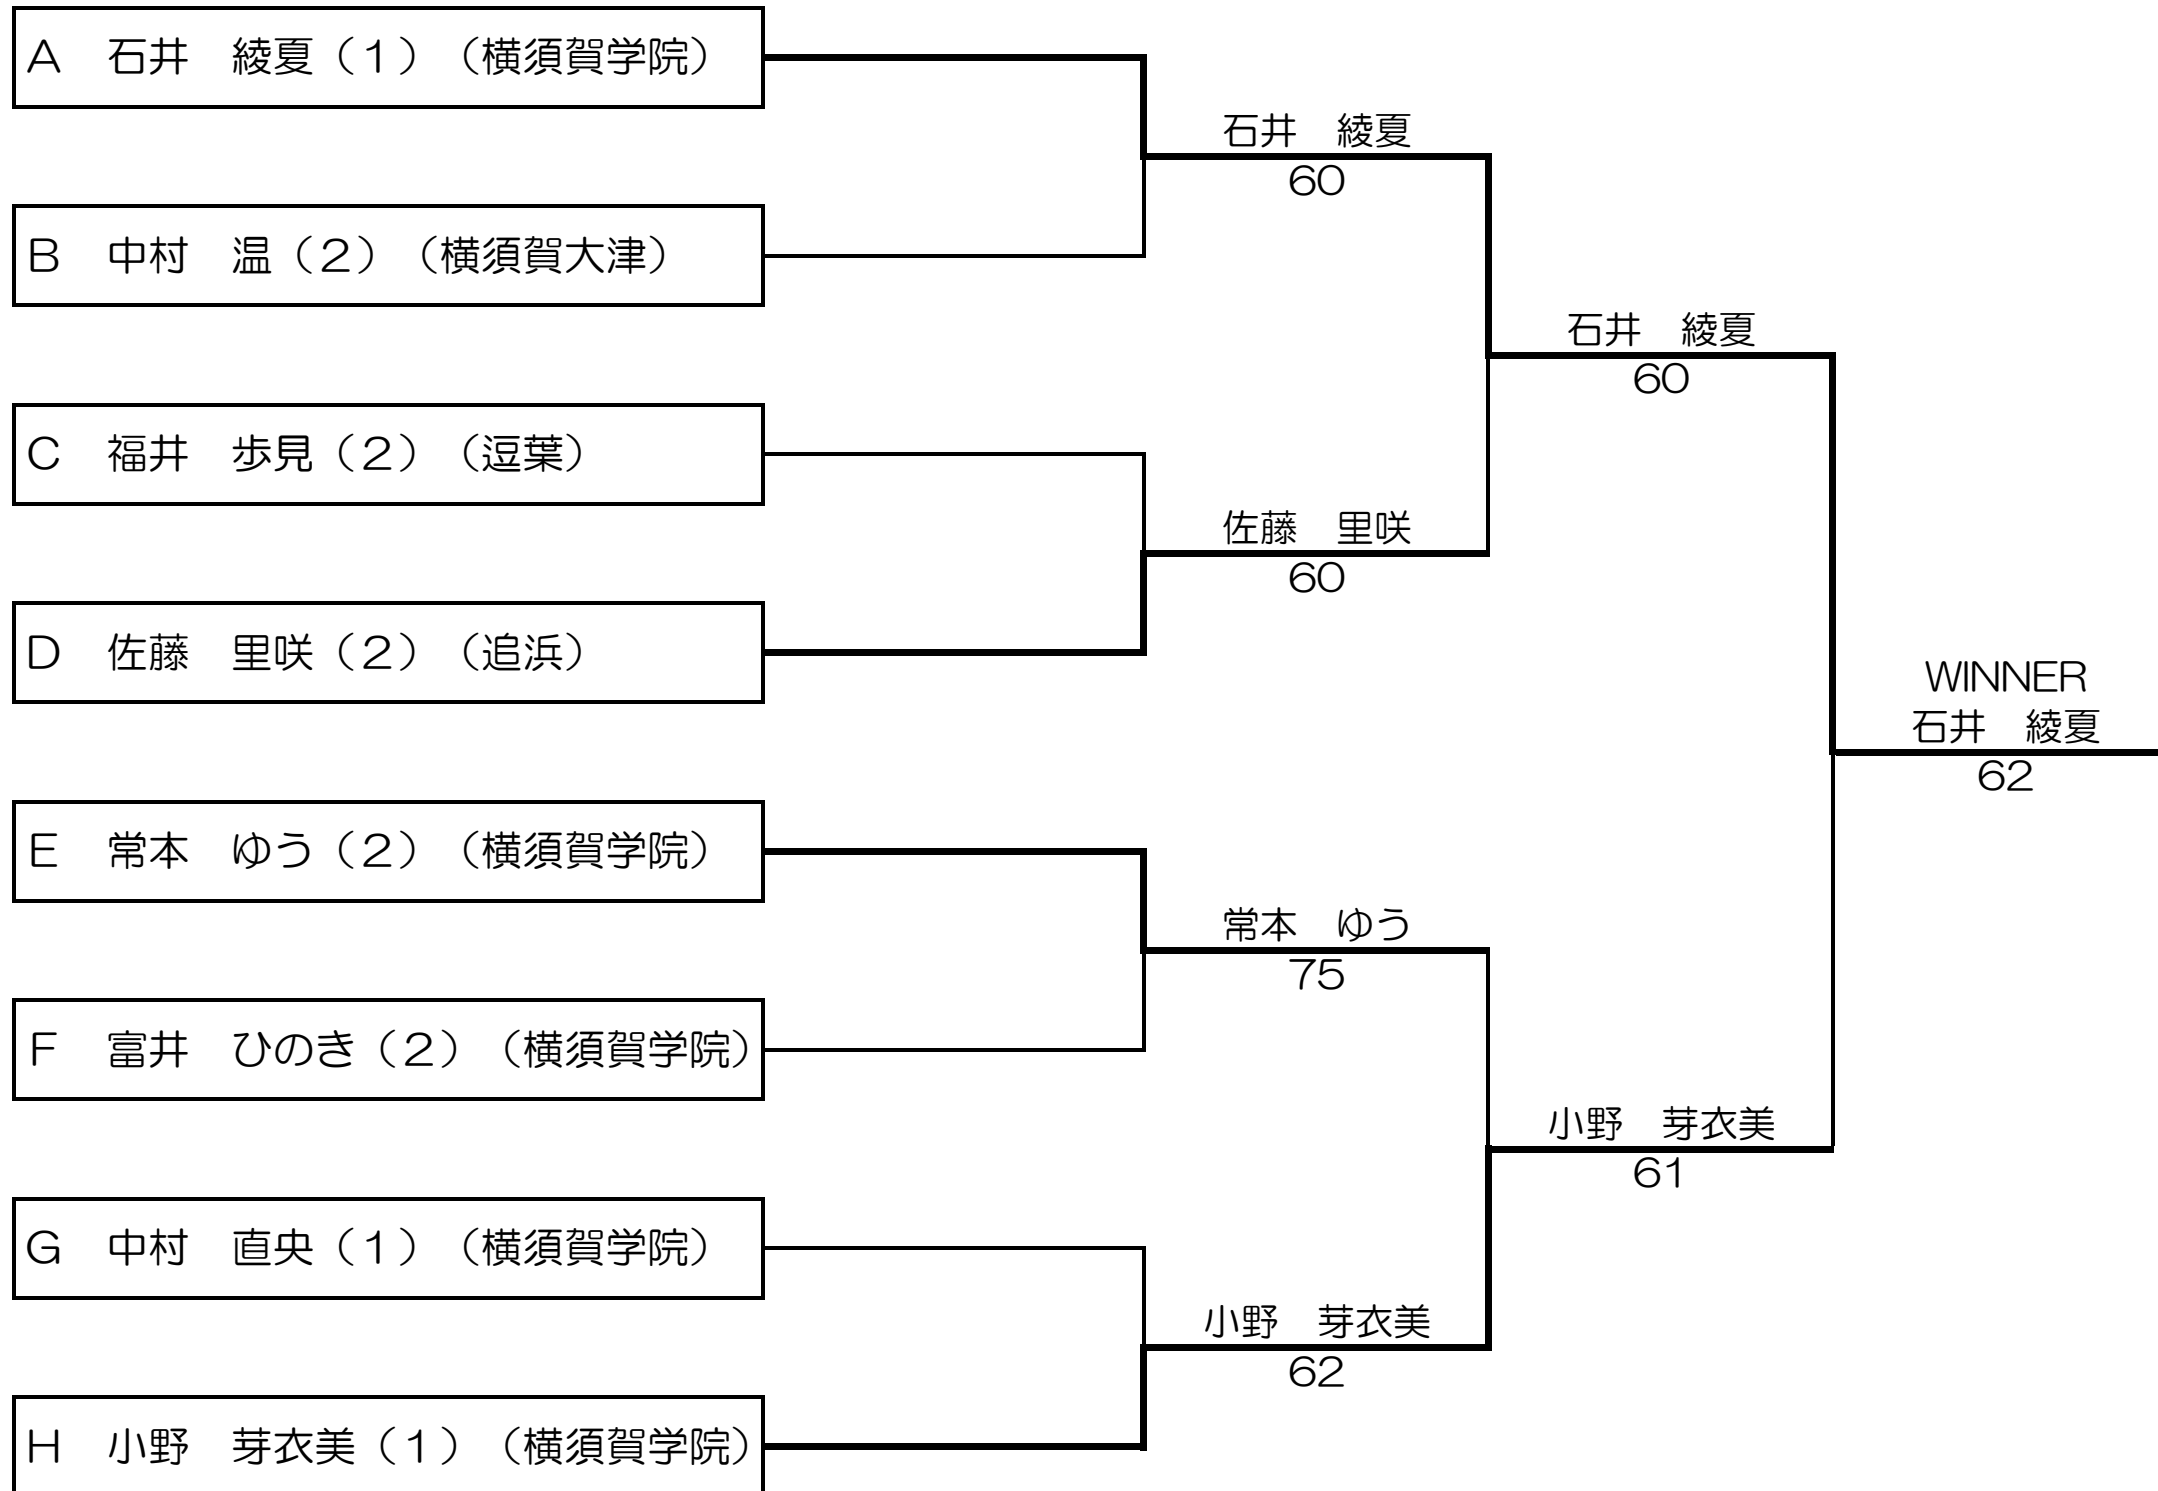 A　石井　綾夏（1）（横須賀学院）
石井　綾夏
60
B　中村　温（2）（横須賀大津）
石井　綾夏
60
C　福井　歩見（2）（逗葉）
佐藤　里咲
60
D　佐藤　里咲（2）（追浜）
WINNER
石井　綾夏
62
E　常本　ゆう（2）（横須賀学院）
常本　ゆう
75
F　富井　ひのき（2）（横須賀学院）
小野　芽衣美
61
G　中村　直央（1）（横須賀学院）
小野　芽衣美
62
H　小野　芽衣美（1）（横須賀学院）